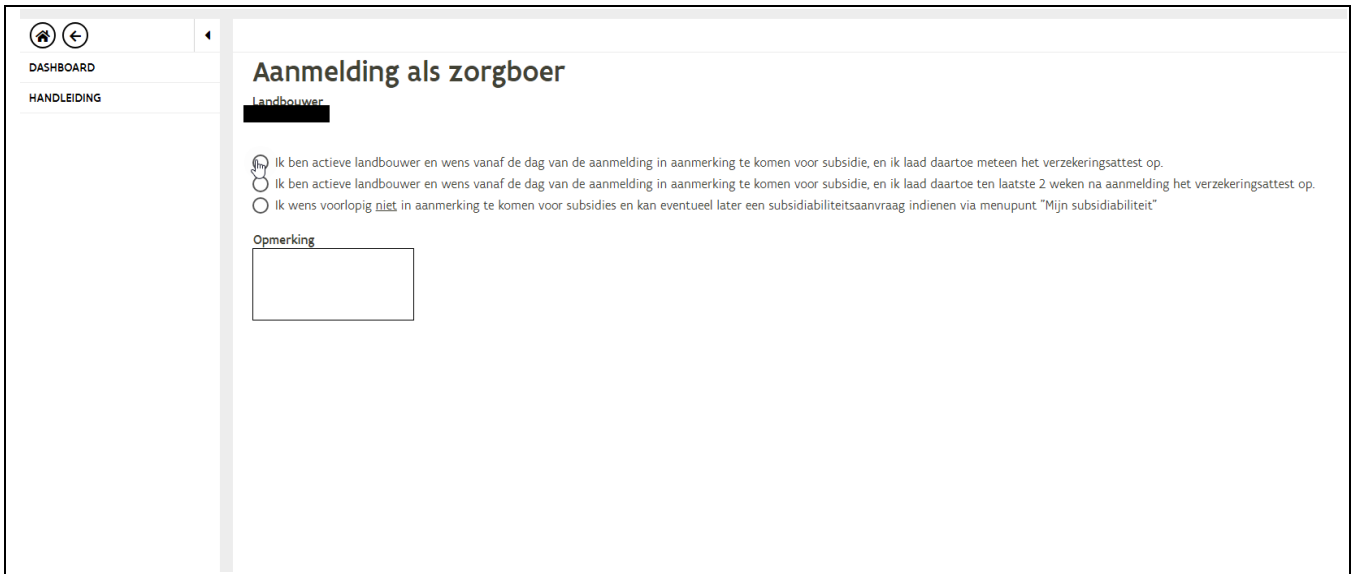 DASHBOARD
HANDLEIDING
Aanmelding als zorgboer
Landbouwer
Ik ben actieve landbouwer en wens vanaf de dag van de aanmelding in aanmerking te komen voor subsidie, en ik laad daartoe meteen het verzekeringsattest op.
Ik ben actieve landbouwer en wens vanaf de dag van de aanmelding in aanmerking te komen voor subsidie, en ik laad daartoe ten laatste 2 weken na aanmelding het verzekeringsattest op.
Ik wens voorlopig niet in aanmerking te komen voor subsidies en kan eventueel later een subsidiabiliteitsaanvraag indienen via menupunt "Mijn subsidiabiliteit"
Opmerking